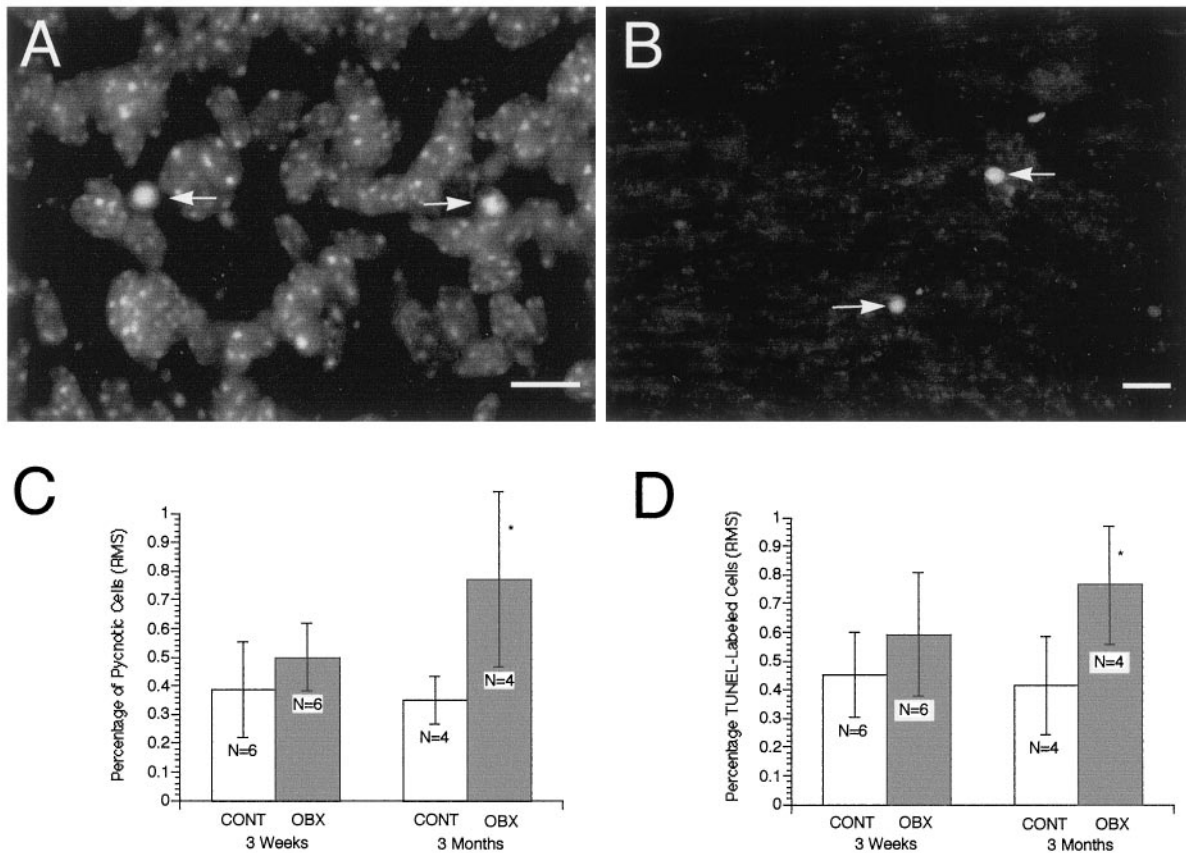 A
B
C
Percentage of Pycnotic Cells (RMS)
1
0.9
0.8
0.7
0.6
0.5
0.4
0.3
0.2
0.1
0
*
N=6
N=6
N=4
N=4
CONT OBX CONT OBX
3 Weeks 3 Months
D
Percentage TUNEL-Labeled Cells (RMS)
1
0.9
0.8
0.7
0.6
0.5
0.4
0.3
0.2
0.1
0
*
N=6
N=6
N=4
N=4
CONT OBX CONT OBX
3 Weeks 3 Months